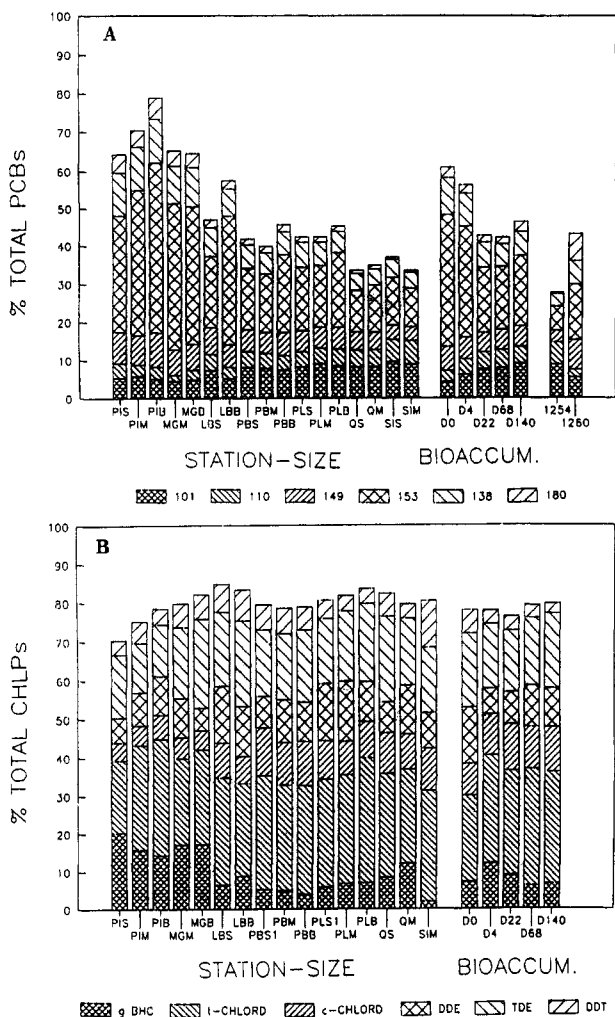 A
% TOTAL PCBs
100
90
80
70
60
50
40
30
20
10
0
PIS PIB MGD LBB PBM PLS PLB QM SIM D0 D22 D140 1260
PIM MGM LBS PBS PBB PLM QS SIS D4 D68 1254
STATION-SIZE BIOACCUM.
101 110 149 153 138 180
B
% TOTAL CHLPs
100
90
80
70
60
50
40
30
20
10
0
PIS PIB MGB LBB PBM PLS1 PLB QM D0 D22 D140
PIM MGM LBS PBS1 PBB PLM QS SIM D4 D68
STATION-SIZE BIOACCUM.
g BHC t-CHLORD c-CHLORD DDE TDE DDT